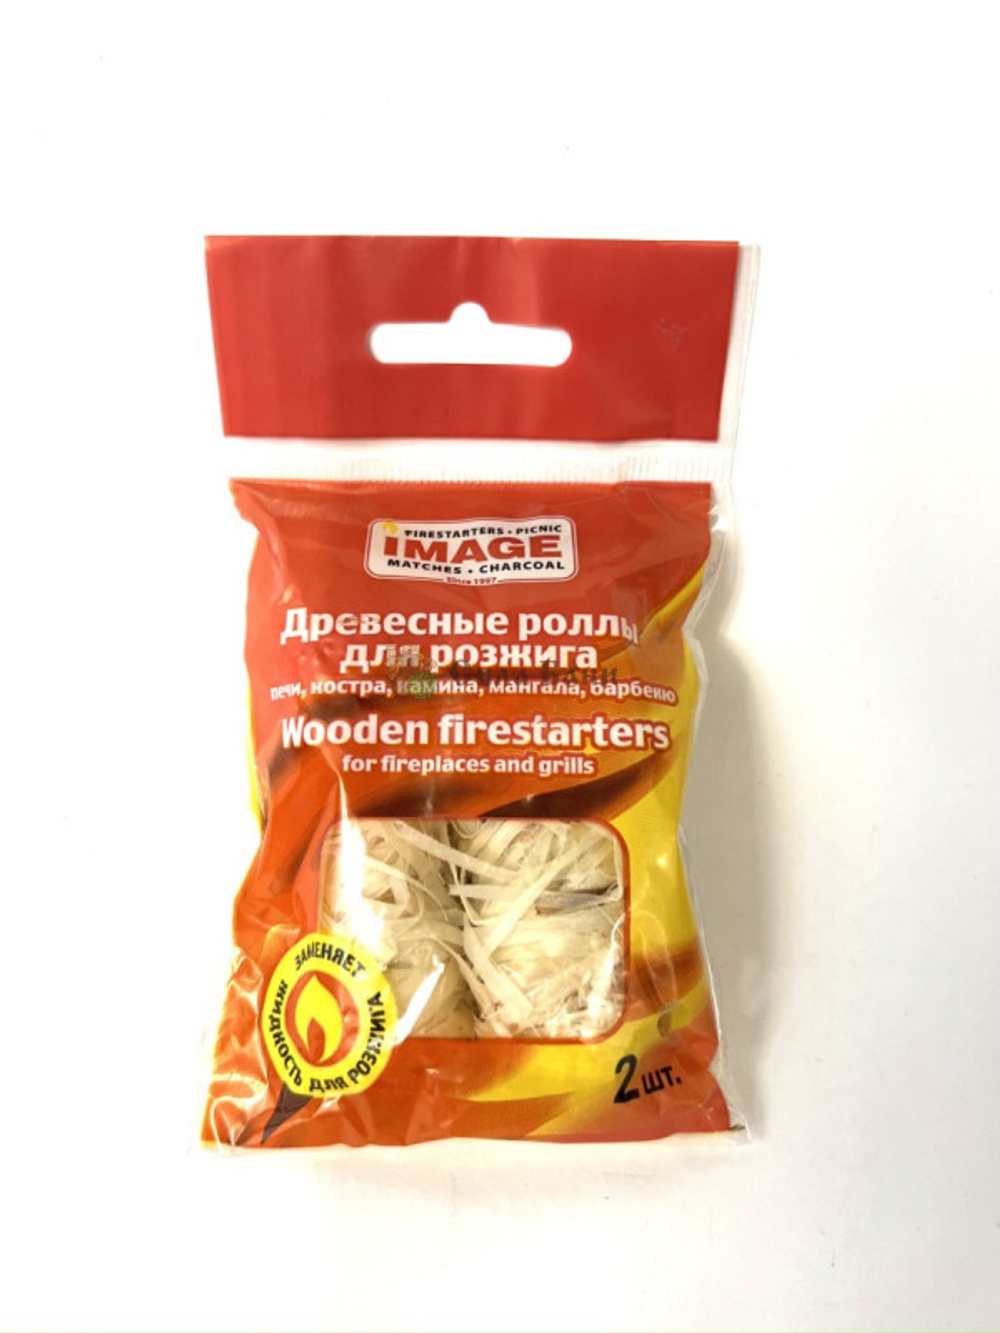 FIRESTARTERS • PICNIC
IMAGE
MATCHES • CHARCOAL
Since 1997
Древесные роллы
для розжига
печи, костра, камина, мангала, барбекю
Wooden firestarters
for fireplaces and grills
ЗАМЕНЯЕТ
ЖИДКОСТЬ ДЛЯ РОЗЖИГА
2 шт.